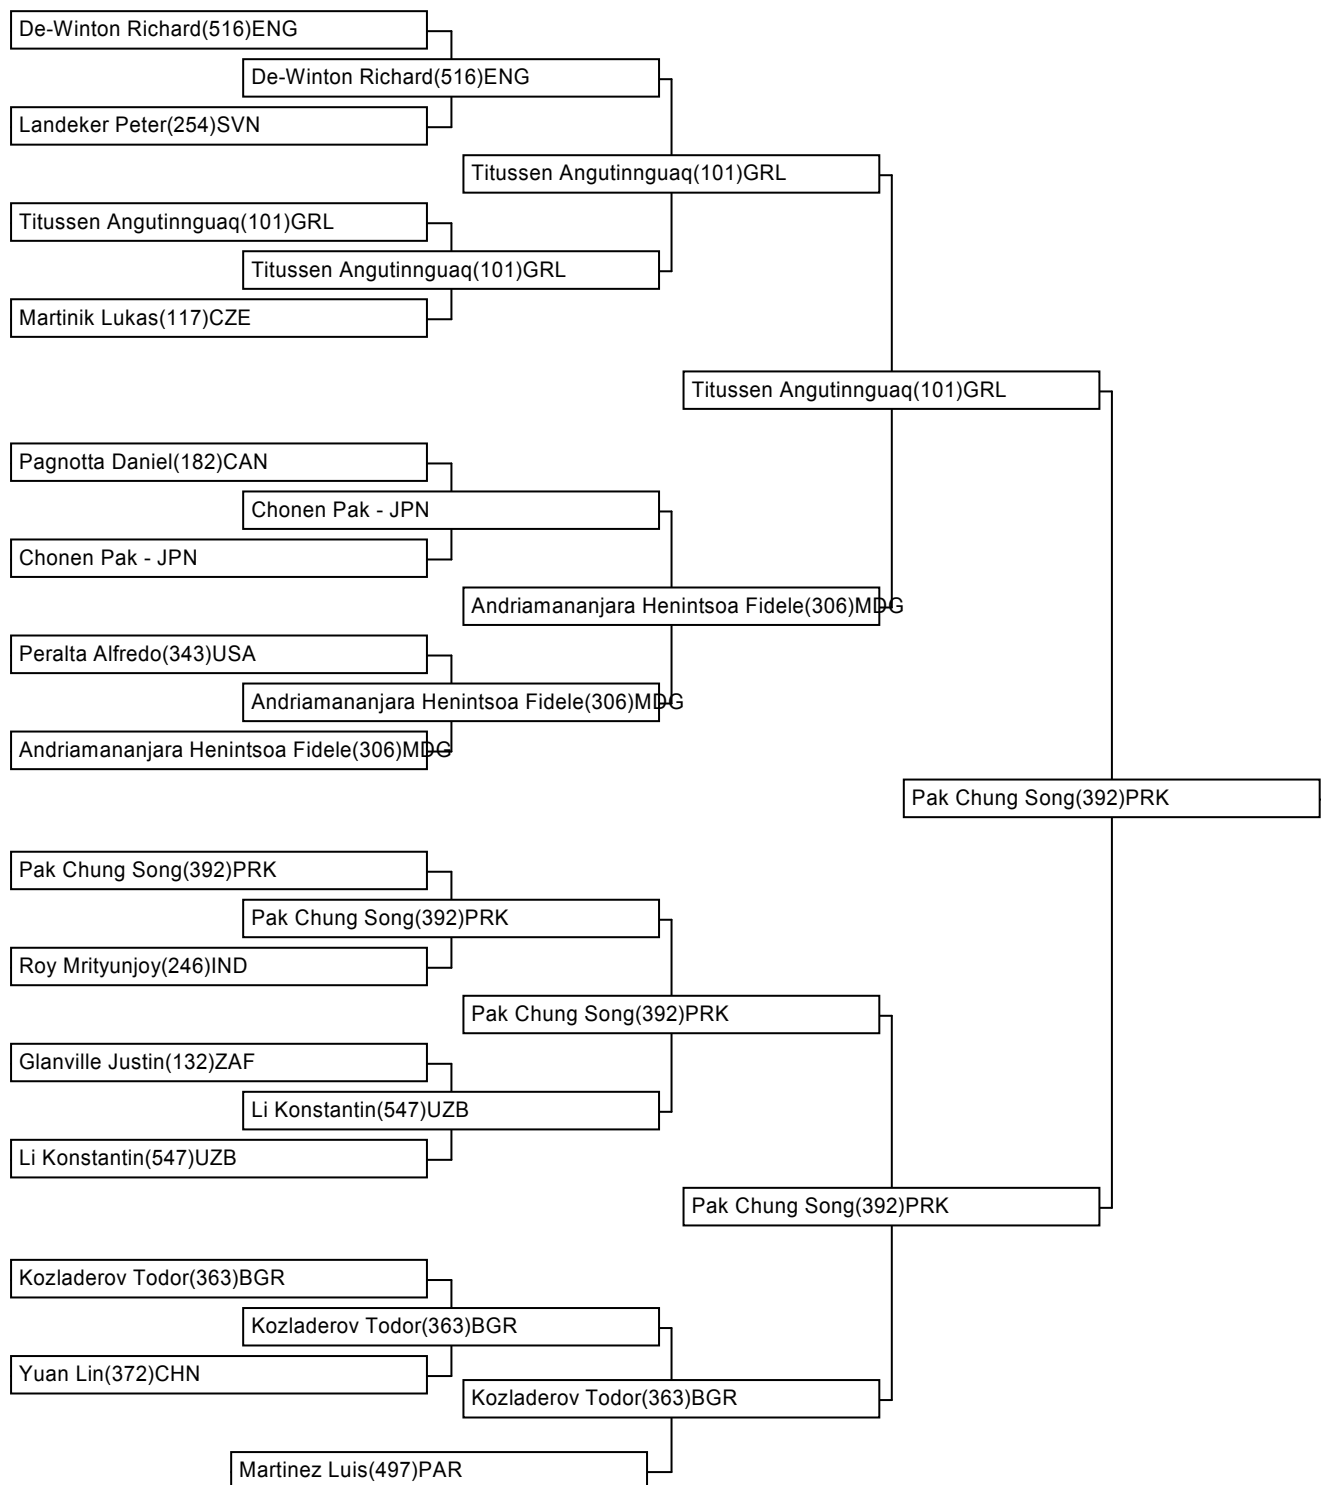 De-Winton Richard(516)ENG
De-Winton Richard(516)ENG
Landeker Peter(254)SVN
Titussen Angutinnguaq(101)GRL
Titussen Angutinnguaq(101)GRL
Titussen Angutinnguaq(101)GRL
Martinik Lukas(117)CZE
Titussen Angutinnguaq(101)GRL
Pagnotta Daniel(182)CAN
Chonen Pak - JPN
Chonen Pak - JPN
Andriamananjara Henintsoa Fidele(306)MDG
Peralta Alfredo(343)USA
Andriamananjara Henintsoa Fidele(306)MDG
Andriamananjara Henintsoa Fidele(306)MDG
Pak Chung Song(392)PRK
Pak Chung Song(392)PRK
Pak Chung Song(392)PRK
Roy Mrityunjoy(246)IND
Pak Chung Song(392)PRK
Glanville Justin(132)ZAF
Li Konstantin(547)UZB
Li Konstantin(547)UZB
Pak Chung Song(392)PRK
Kozladerov Todor(363)BGR
Kozladerov Todor(363)BGR
Yuan Lin(372)CHN
Kozladerov Todor(363)BGR
Martinez Luis(497)PAR